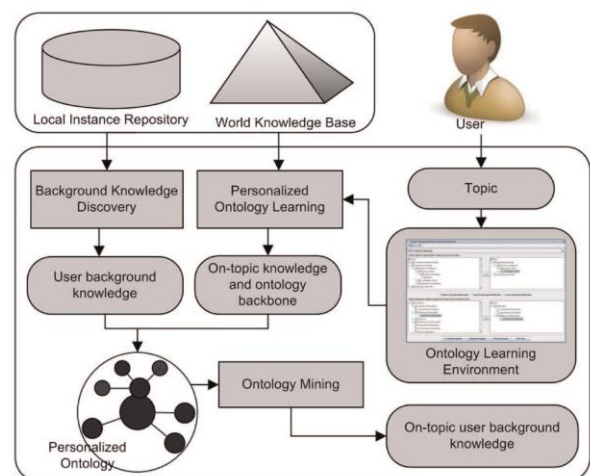 Local Instance Repository
World Knowledge Base
User
Background Knowledge
Discovery
Personalized
Ontology Learning
Topic
User background
knowledge
On-topic knowledge
and ontology
backbone
Ontology Learning
Environment
Ontology Mining
Personalized
Ontology
On-topic user background
knowledge